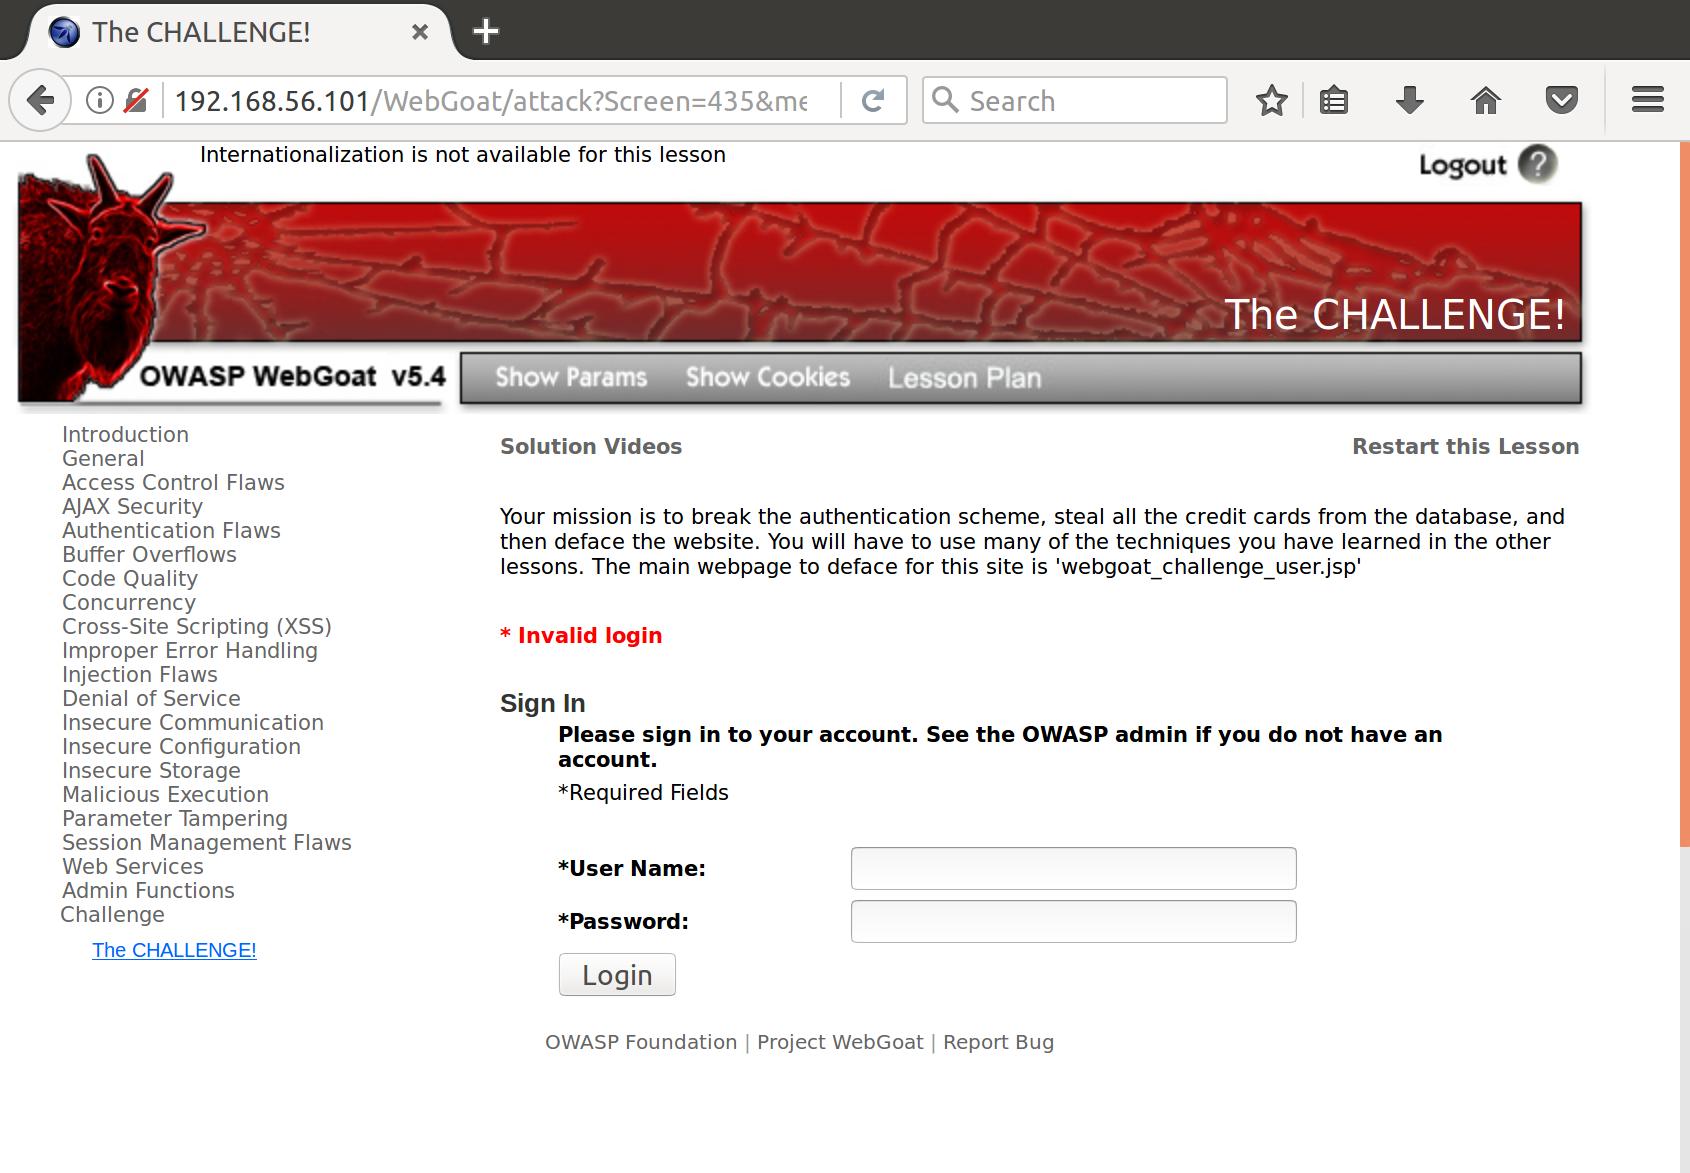 The CHALLENGE!
192.168.56.101/WebGoat/attack?Screen=435&me
Search
Internationalization is not available for this lesson
Logout ?
The CHALLENGE!
OWASP WebGoat v5.4
Show Params Show Cookies Lesson Plan
Introduction
General
Access Control Flaws
AJAX Security
Authentication Flaws
Buffer Overflows
Code Quality
Concurrency
Cross-Site Scripting (XSS)
Improper Error Handling
Injection Flaws
Denial of Service
Insecure Communication
Insecure Configuration
Insecure Storage
Malicious Execution
Parameter Tampering
Session Management Flaws
Web Services
Admin Functions
Challenge
The CHALLENGE!
Solution Videos
Restart this Lesson
Your mission is to break the authentication scheme, steal all the credit cards from the database, and
then deface the website. You will have to use many of the techniques you have learned in the other
lessons. The main webpage to deface for this site is 'webgoat_challenge_user.jsp'
* Invalid login
Sign In
Please sign in to your account. See the OWASP admin if you do not have an
account.
*Required Fields
*User Name:
*Password:
Login
OWASP Foundation | Project WebGoat | Report Bug